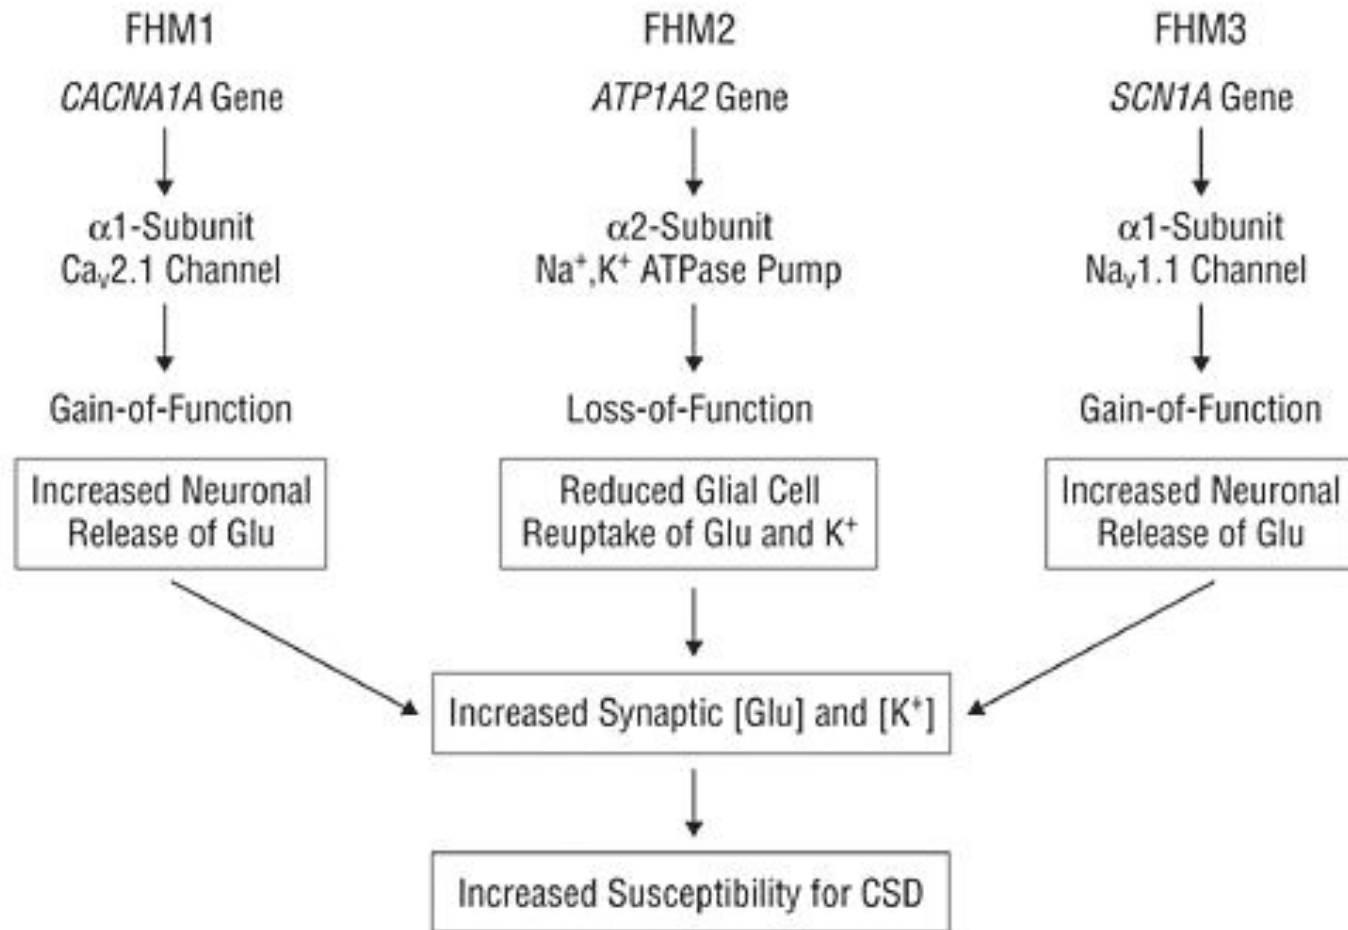 FHM1
CACNA1A Gene
α1-Subunit
Caᵥ2.1 Channel
Gain-of-Function
Increased Neuronal
Release of Glu
FHM2
ATP1A2 Gene
α2-Subunit
Na⁺,K⁺ ATPase Pump
Loss-of-Function
Reduced Glial Cell
Reuptake of Glu and K⁺
FHM3
SCN1A Gene
α1-Subunit
Naᵥ1.1 Channel
Gain-of-Function
Increased Neuronal
Release of Glu
Increased Synaptic [Glu] and [K⁺]
Increased Susceptibility for CSD